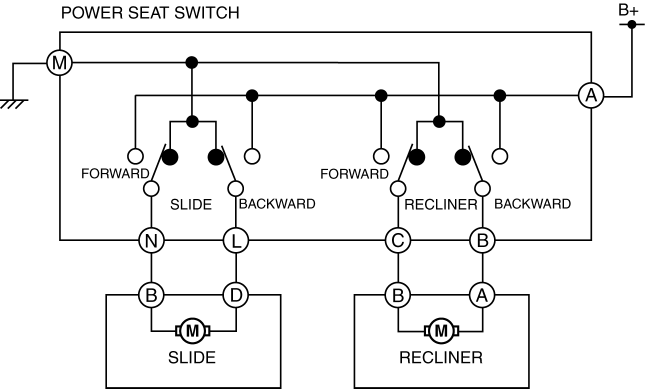 POWER SEAT SWITCH
B+
M
A
FORWARD
SLIDE
BACKWARD
FORWARD
RECLINER
BACKWARD
N
L
C
B
B
D
B
A
M
M
SLIDE
RECLINER